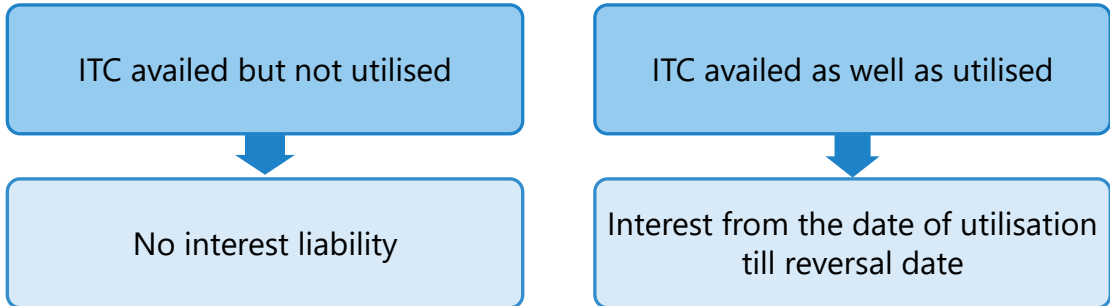 ITC availed but not utilised
ITC availed as well as utilised
No interest liability
Interest from the date of utilisation
till reversal date